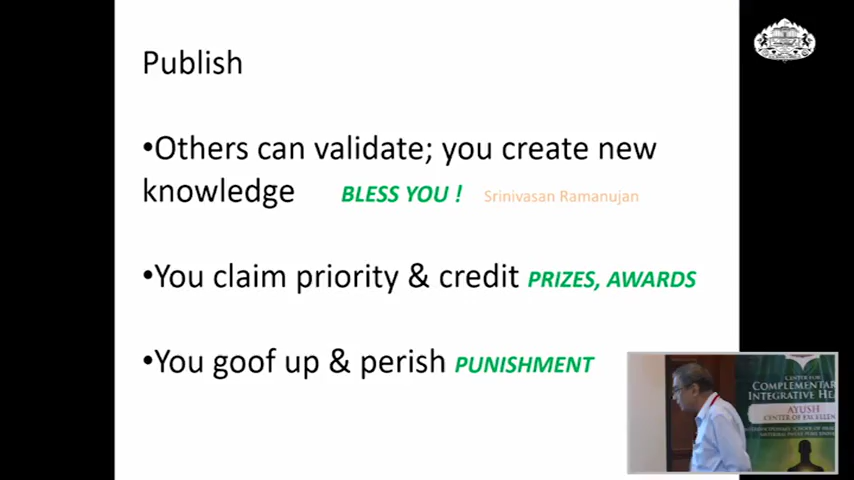 Publish
•Others can validate; you create new
knowledge BLESS YOU ! Srinivasan Ramanujan
•You claim priority & credit PRIZES, AWARDS
•You goof up & perish PUNISHMENT
CENTER FOR
COMPLEMENTAR
INTEGRATIVE HE
AYUSH
CENTER OF EXCELLEN